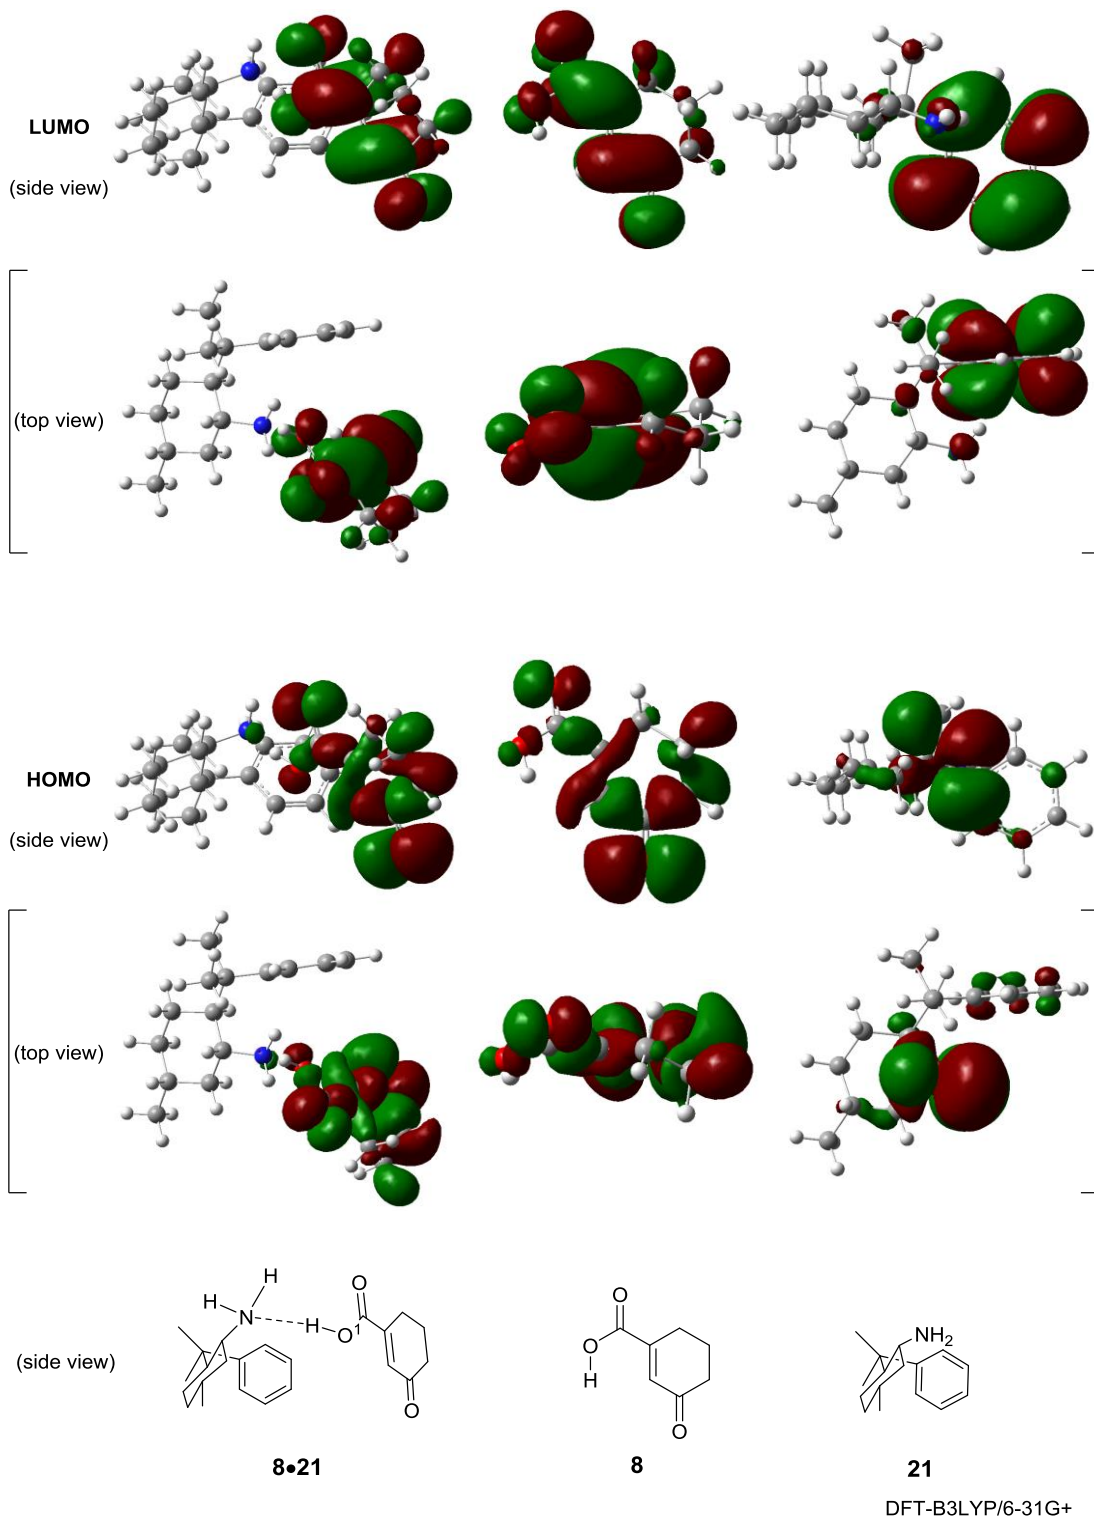 LUMO
(side view)
(top view)
HOMO
(side view)
(top view)
H
O
H
N
H
O1
O
O
O
H
O
NH2
(side view)
8•21
8
21
DFT-B3LYP/6-31G+